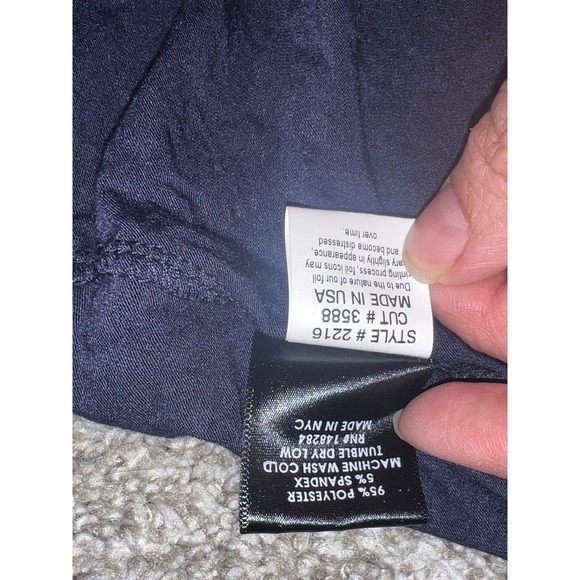 STYLE # 2216
CUT # 3588
MADE IN USA
Due to the nature of our foil
printing process, foil icons may
vary slightly in appearance,
and become distressed
over time.
95% POLYESTER
5% SPANDEX
MACHINE WASH COLD
TUMBLE DRY LOW
RN# 148284
MADE IN NYC